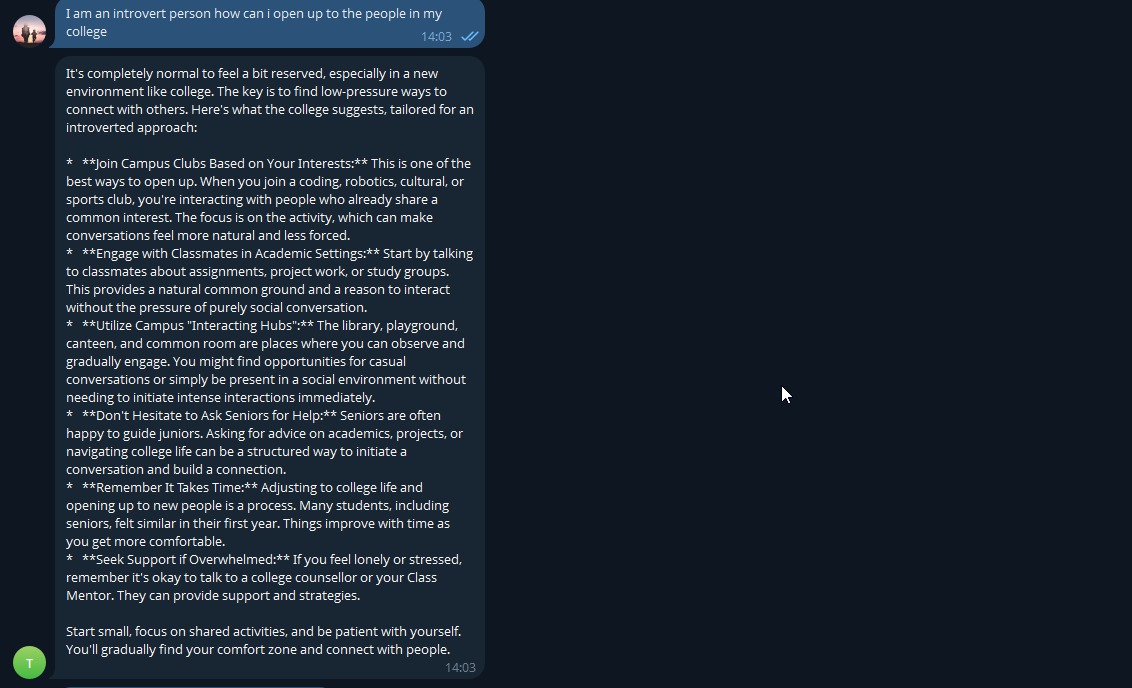 I am an introvert person how can i open up to the people in my
college
14:03
It's completely normal to feel a bit reserved, especially in a new
environment like college. The key is to find low-pressure ways to
connect with others. Here's what the college suggests, tailored for an
introverted approach:
*   **Join Campus Clubs Based on Your Interests:** This is one of the
best ways to open up. When you join a coding, robotics, cultural, or
sports club, you're interacting with people who already share a
common interest. The focus is on the activity, which can make
conversations feel more natural and less forced.
*   **Engage with Classmates in Academic Settings:** Start by talking
to classmates about assignments, project work, or study groups.
This provides a natural common ground and a reason to interact
without the pressure of purely social conversation.
*   **Utilize Campus "Interacting Hubs":** The library, playground,
canteen, and common room are places where you can observe and
gradually engage. You might find opportunities for casual
conversations or simply be present in a social environment without
needing to initiate intense interactions immediately.
*   **Don't Hesitate to Ask Seniors for Help:** Seniors are often
happy to guide juniors. Asking for advice on academics, projects, or
navigating college life can be a structured way to initiate a
conversation and build a connection.
*   **Remember It Takes Time:** Adjusting to college life and
opening up to new people is a process. Many students, including
seniors, felt similar in their first year. Things improve with time as
you get more comfortable.
*   **Seek Support if Overwhelmed:** If you feel lonely or stressed,
remember it's okay to talk to a college counsellor or your Class
Mentor. They can provide support and strategies.
Start small, focus on shared activities, and be patient with yourself.
You'll gradually find your comfort zone and connect with people.
T
14:03